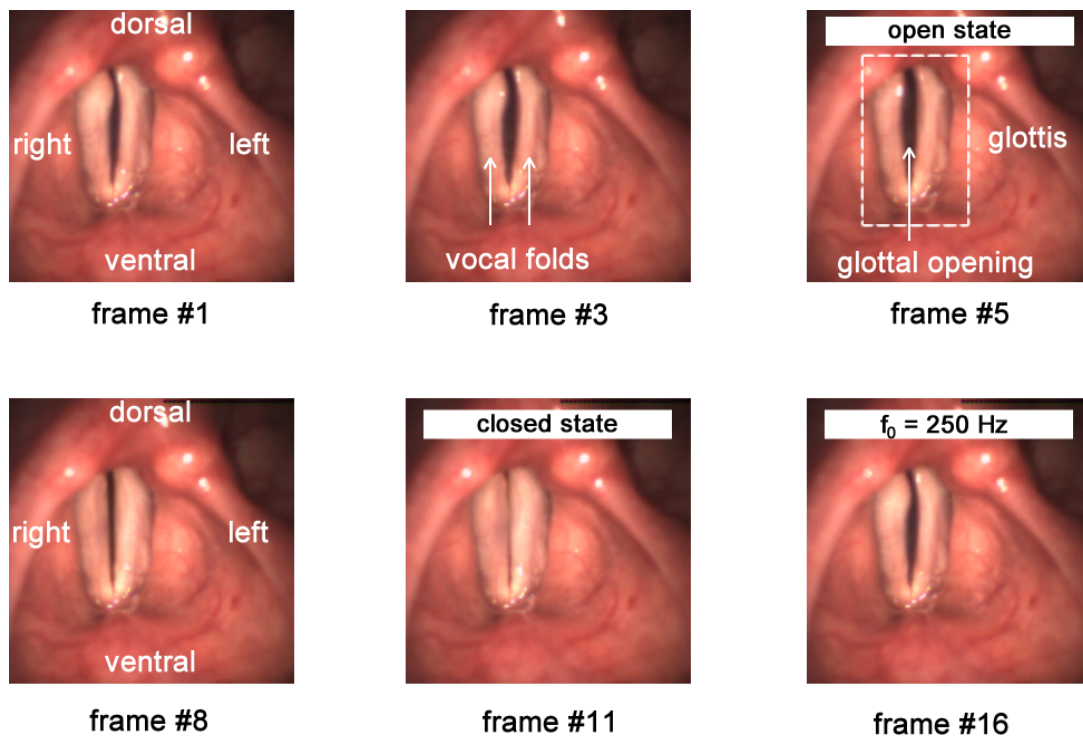 dorsal
right
left
ventral
frame #1
vocal folds
frame #3
open state
glottis
glottal opening
frame #5
dorsal
right
left
ventral
frame #8
closed state
frame #11
f₀ = 250 Hz
frame #16